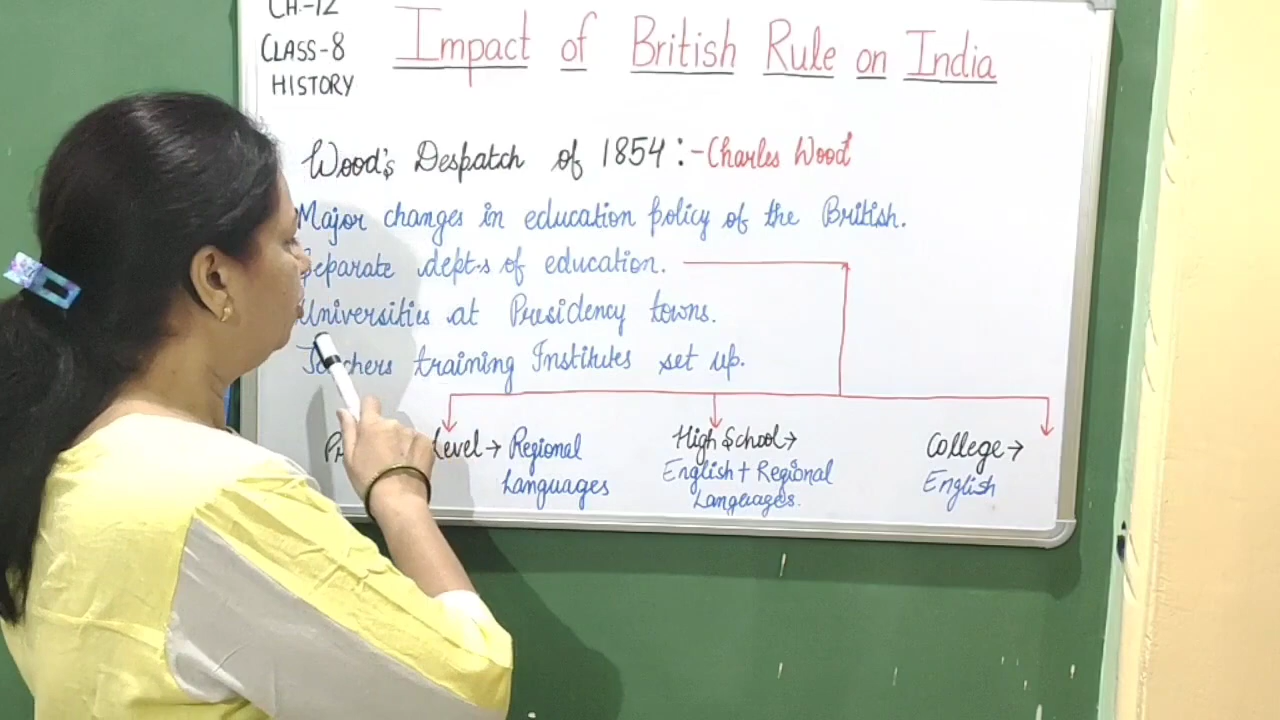 CH.-12
CLASS-8
HISTORY
Impact of British Rule on India
Wood's Despatch of 1854:-Charles Wood
Major changes in education policy of the British.
Separate dept-s of education.
Universities at Presidency towns.
Teachers training Institutes set up.
Level→ Regional Languages
High School→
English + Regional
Languages.
College→
English